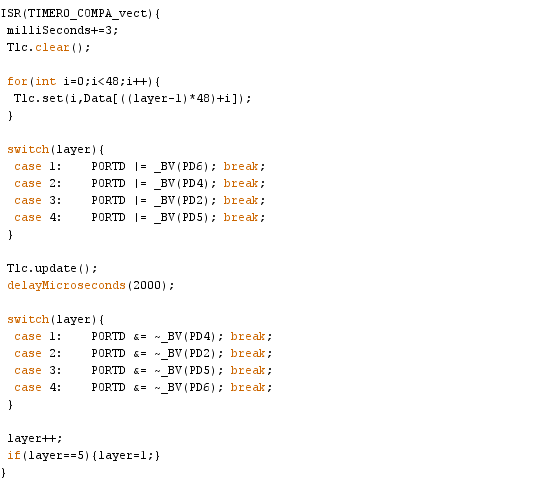 ISR(TIMER0_COMPA_vect){
milliSeconds+=3;
Tlc.clear();
for(int i=0;i<48;i++){
Tlc.set(i,Data[((layer-1)*48)+i]);
}
switch(layer){
case 1:    PORTD |= _BV(PD6); break;
case 2:    PORTD |= _BV(PD4); break;
case 3:    PORTD |= _BV(PD2); break;
case 4:    PORTD |= _BV(PD5); break;
}
Tlc.update();
delayMicroseconds(2000);
switch(layer){
case 1:    PORTD &= ~_BV(PD4); break;
case 2:    PORTD &= ~_BV(PD2); break;
case 3:    PORTD &= ~_BV(PD5); break;
case 4:    PORTD &= ~_BV(PD6); break;
}
layer++;
if(layer==5){layer=1;}
}